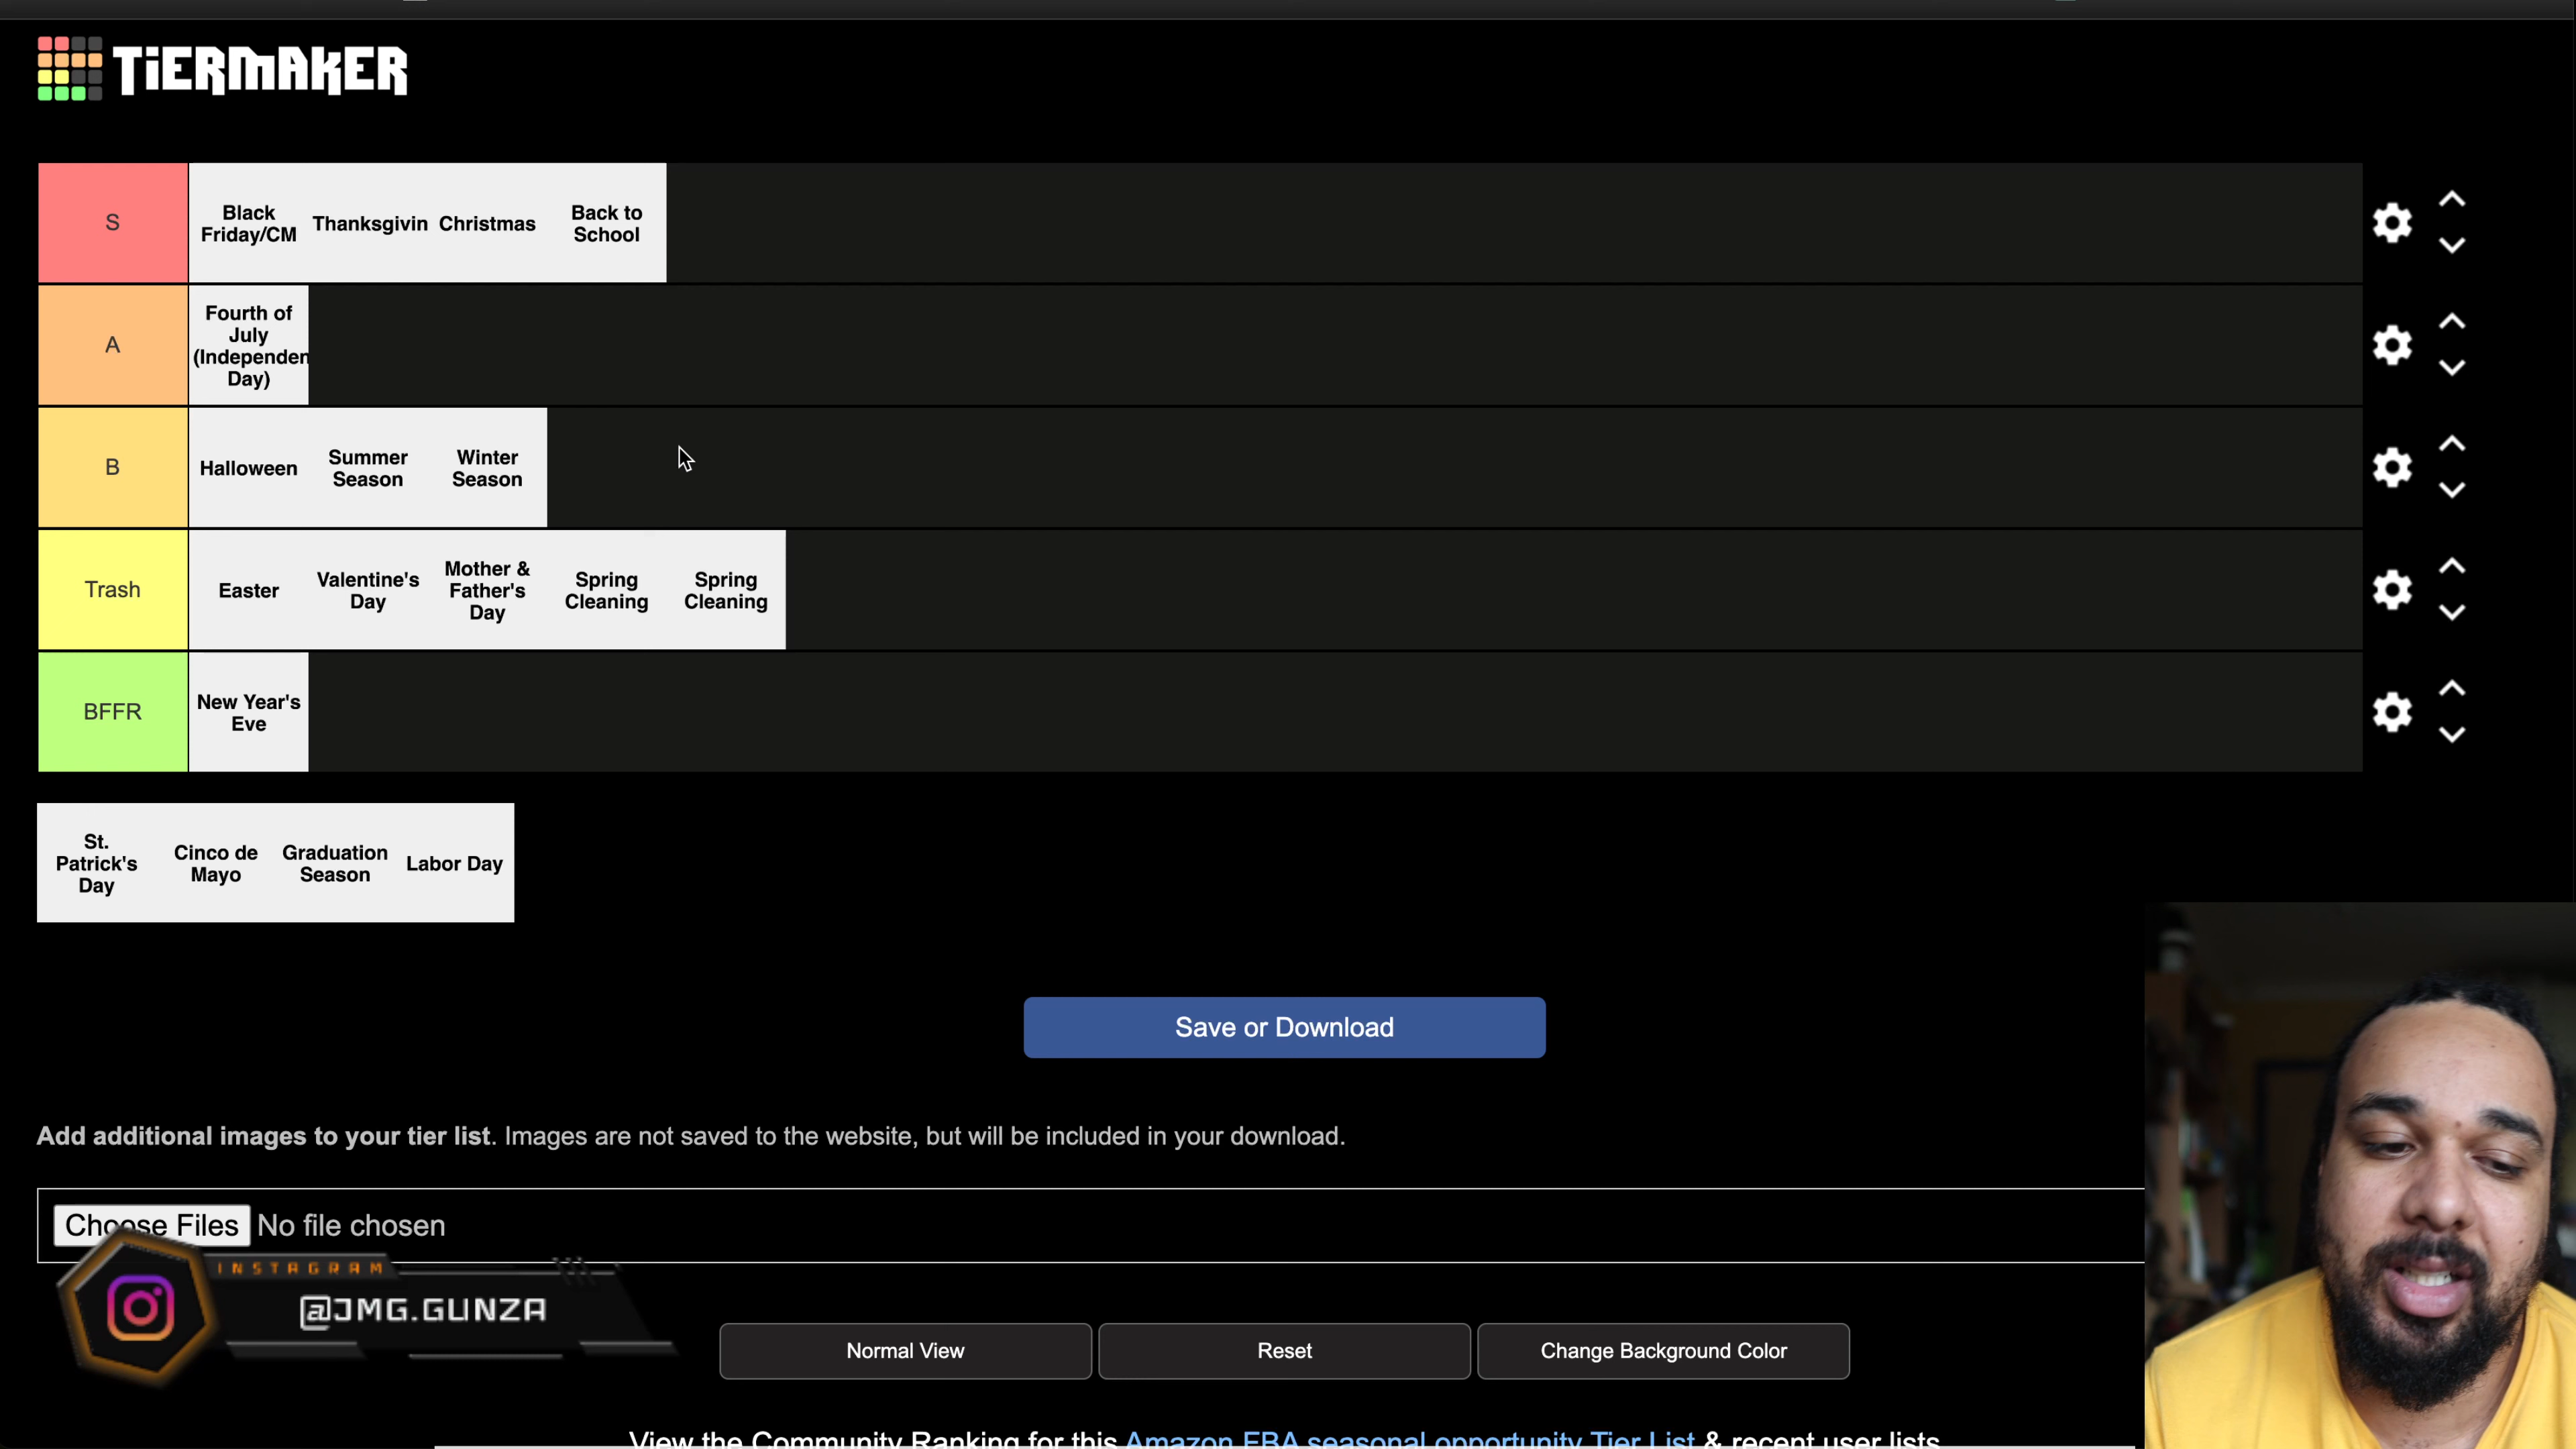 TiERMAKER
S
Black
Friday/CM
Thanksgivin
Christmas
Back to
School
A
Fourth of
July
(Independen
Day)
B
Halloween
Summer
Season
Winter
Season
Trash
Easter
Valentine's
Day
Mother &
Father's
Day
Spring
Cleaning
Spring
Cleaning
BFFR
New Year's
Eve
St.
Patrick's
Day
Cinco de
Mayo
Graduation
Season
Labor Day
Save or Download
Add additional images to your tier list. Images are not saved to the website, but will be included in your download.
Choose Files No file chosen
INSTAGRAM
@JMG.GUNZA
Normal View
Reset
Change Background Color
View the Community Ranking for this Amazon FBA seasonal opportunity Tier List & recent user lists